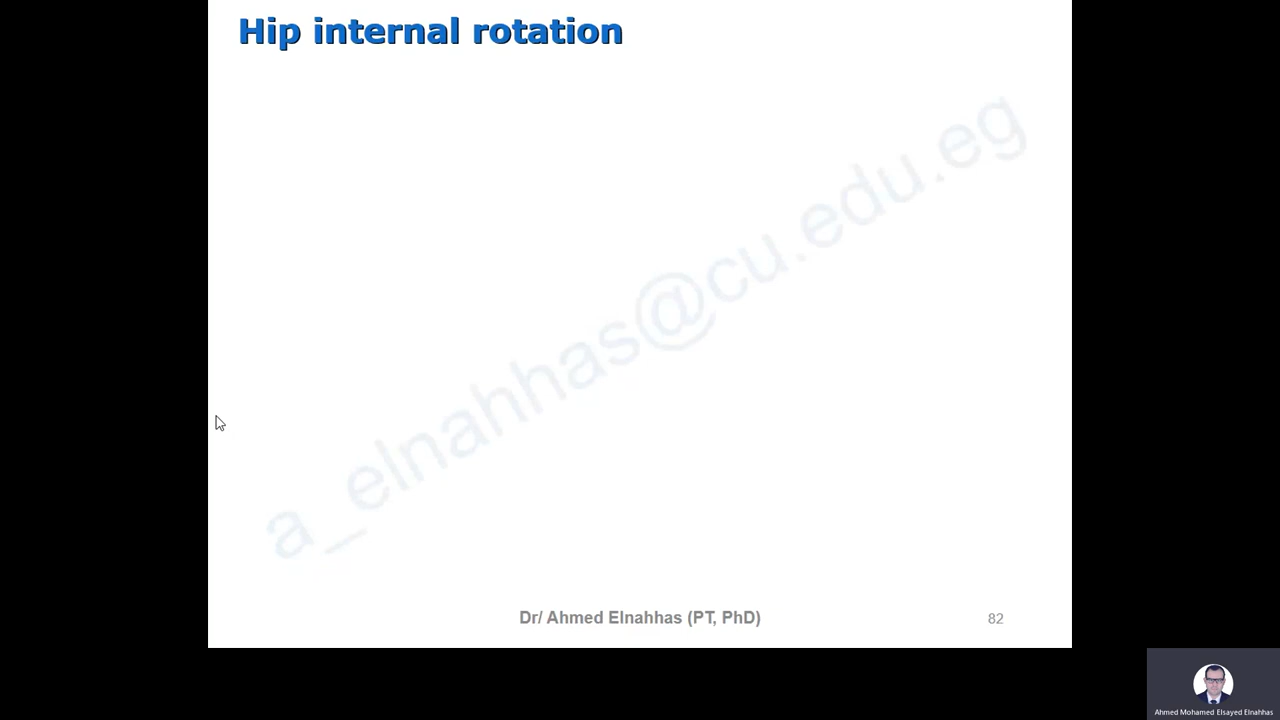 Hip internal rotation
a_elnahhas@cu.edu.eg
Dr/ Ahmed Elnahhas (PT, PhD)
82
Ahmed Mohamed Elsayed Elnahhas